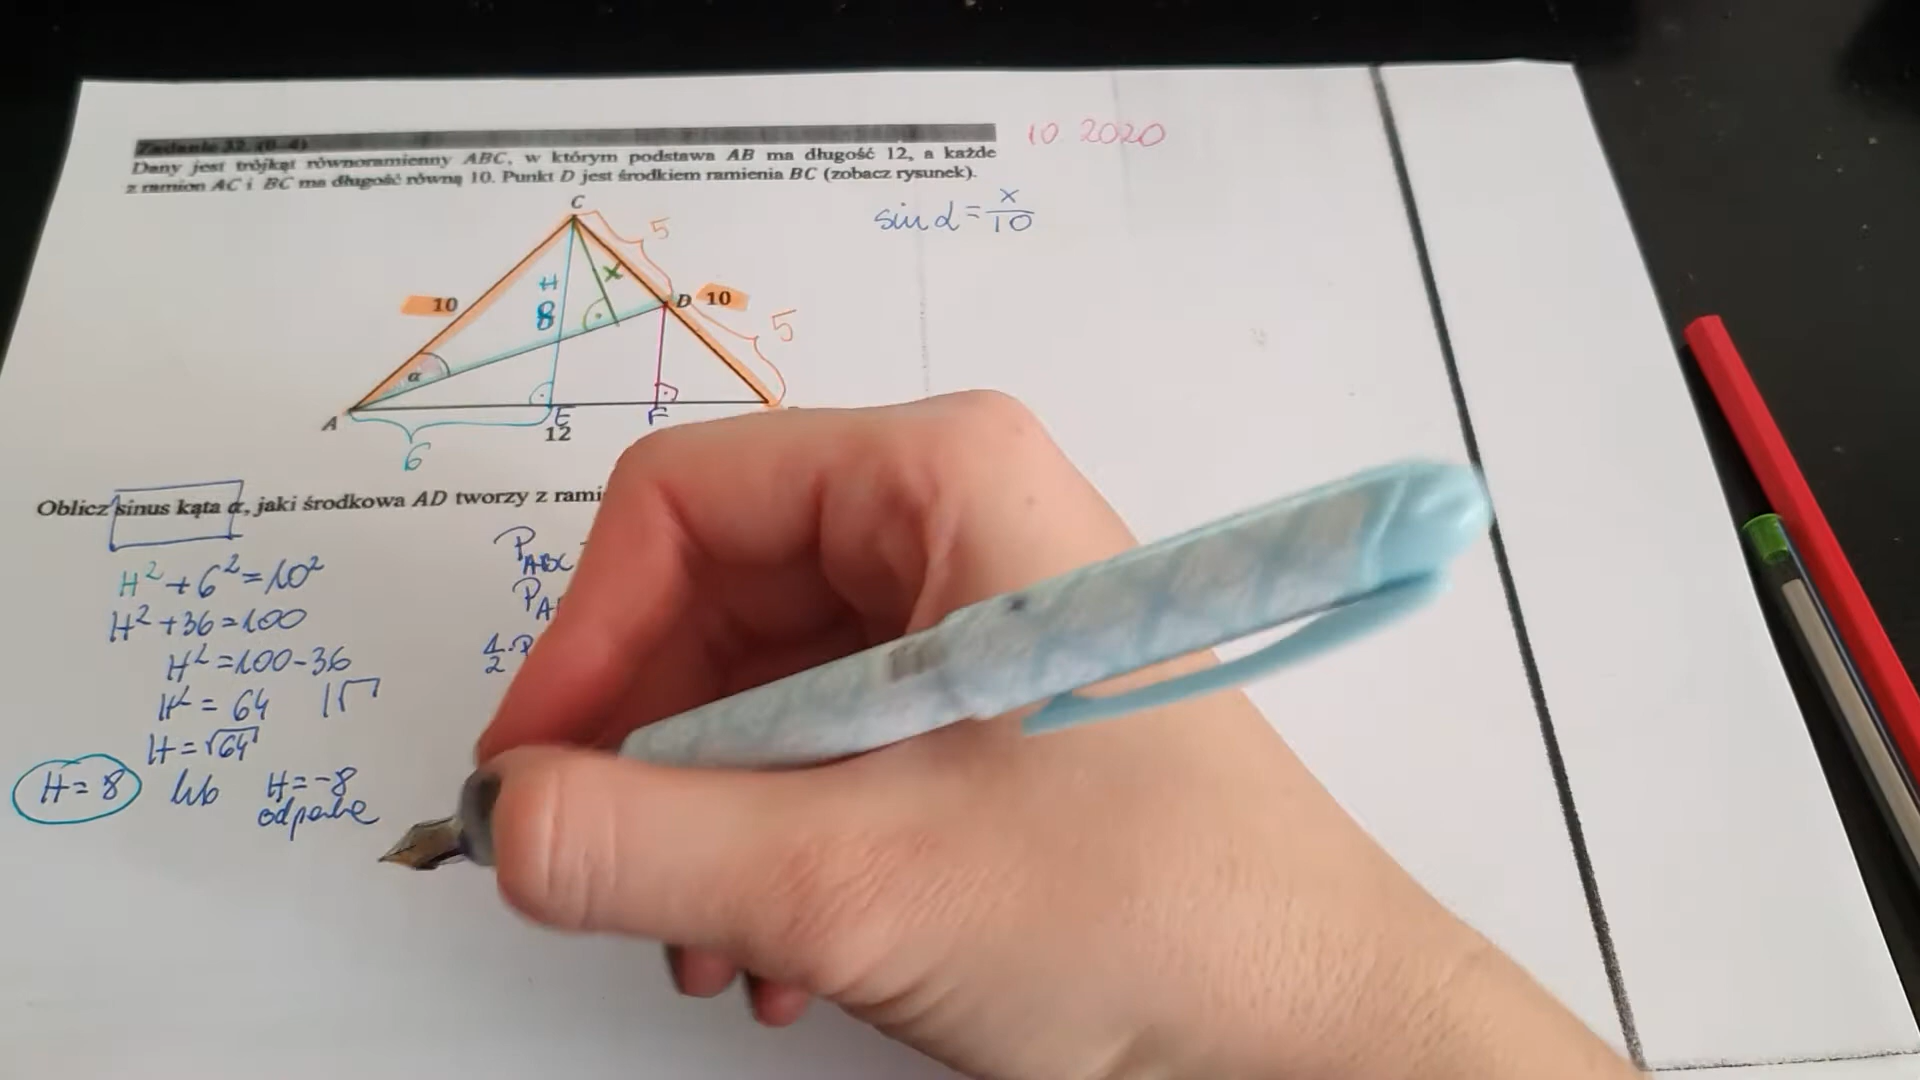 Zadanie 32. (0–4)
10 2020
Dany jest trójkąt równoramienny ABC, w którym podstawa AB ma długość 12, a każde
z ramion AC i BC ma długość równą 10. Punkt D jest środkiem ramienia BC (zobacz rysunek).
sin α = x/10
C
5
H
x
10
8
D 10
5
α
A
E
F
12
6
Oblicz sinus kąta α, jaki środkowa AD tworzy z
H² + 6² = 10²
P_ABC
H² + 36 = 100
H² = 100 - 36
1/2 · P
H² = 64 |√
H = √64
H = 8 lub H = -8